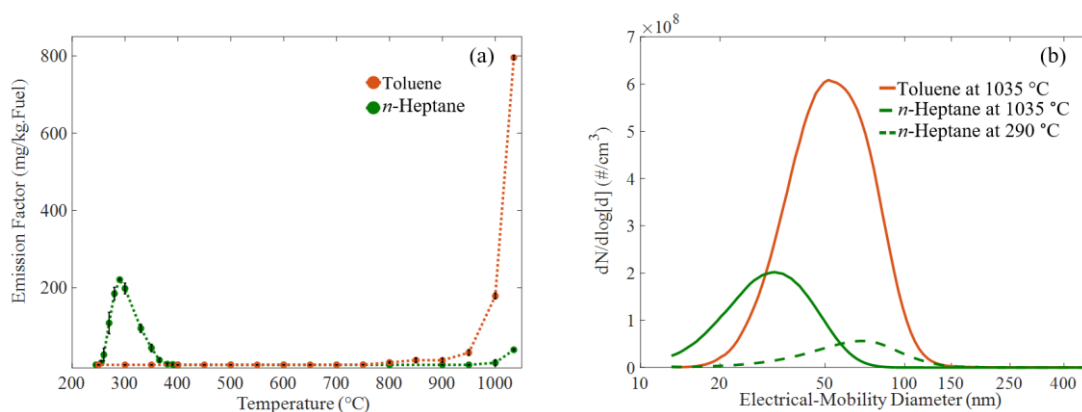 (a)
Toluene
n-Heptane
800
600
400
200
Emission Factor (mg/kg.Fuel)
200 300 400 500 600 700 800 900 1000
Temperature (°C)
×10⁸
(b)
Toluene at 1035 °C
n-Heptane at 1035 °C
n-Heptane at 290 °C
7
6
5
4
3
2
1
0
dN/dlog[d] (#/cm³)
10 20 50 100 150 250 400
Electrical-Mobility Diameter (nm)